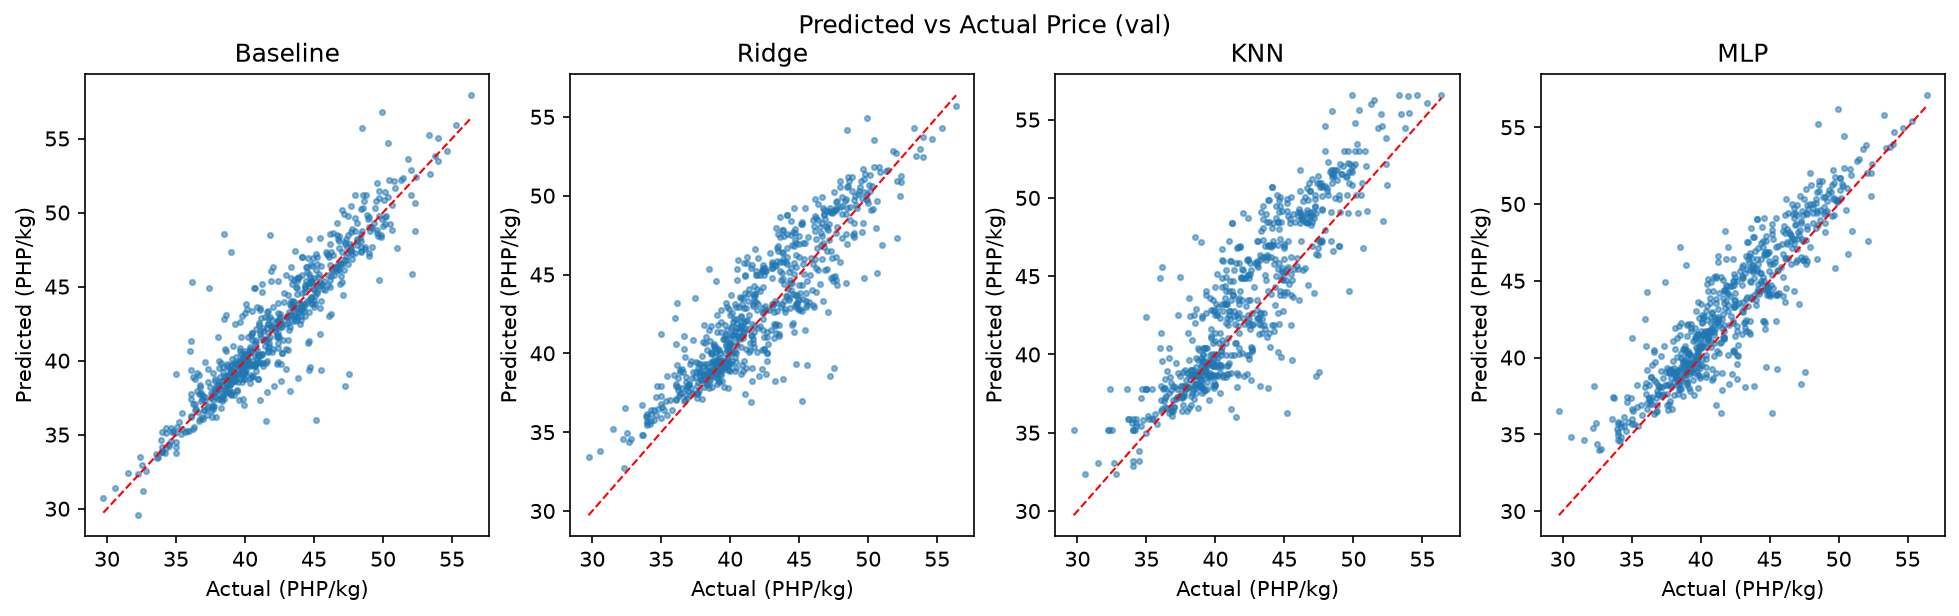 Predicted vs Actual Price (val)
Baseline
Ridge
KNN
MLP
Predicted (PHP/kg)
55
50
45
40
35
30
30 35 40 45 50 55
Actual (PHP/kg)
Predicted (PHP/kg)
55
50
45
40
35
30
30 35 40 45 50 55
Actual (PHP/kg)
Predicted (PHP/kg)
55
50
45
40
35
30
30 35 40 45 50 55
Actual (PHP/kg)
Predicted (PHP/kg)
55
50
45
40
35
30
30 35 40 45 50 55
Actual (PHP/kg)